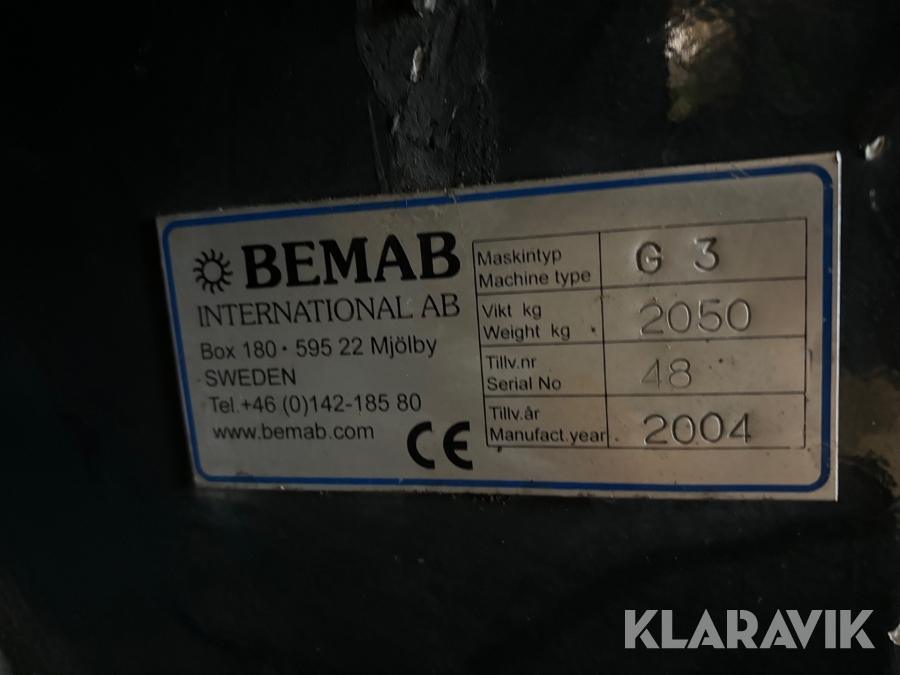 BEMAB
INTERNATIONAL AB
Box 180 • 595 22 Mjölby
SWEDEN
Tel.+46 (0)142-185 80
www.bemab.com
CE
Maskintyp
Machine type
G 3
Vikt kg
Weight kg
2050
Tillv.nr
Serial No
48
Tillv.år
Manufact.year
2004
KLARAVIK